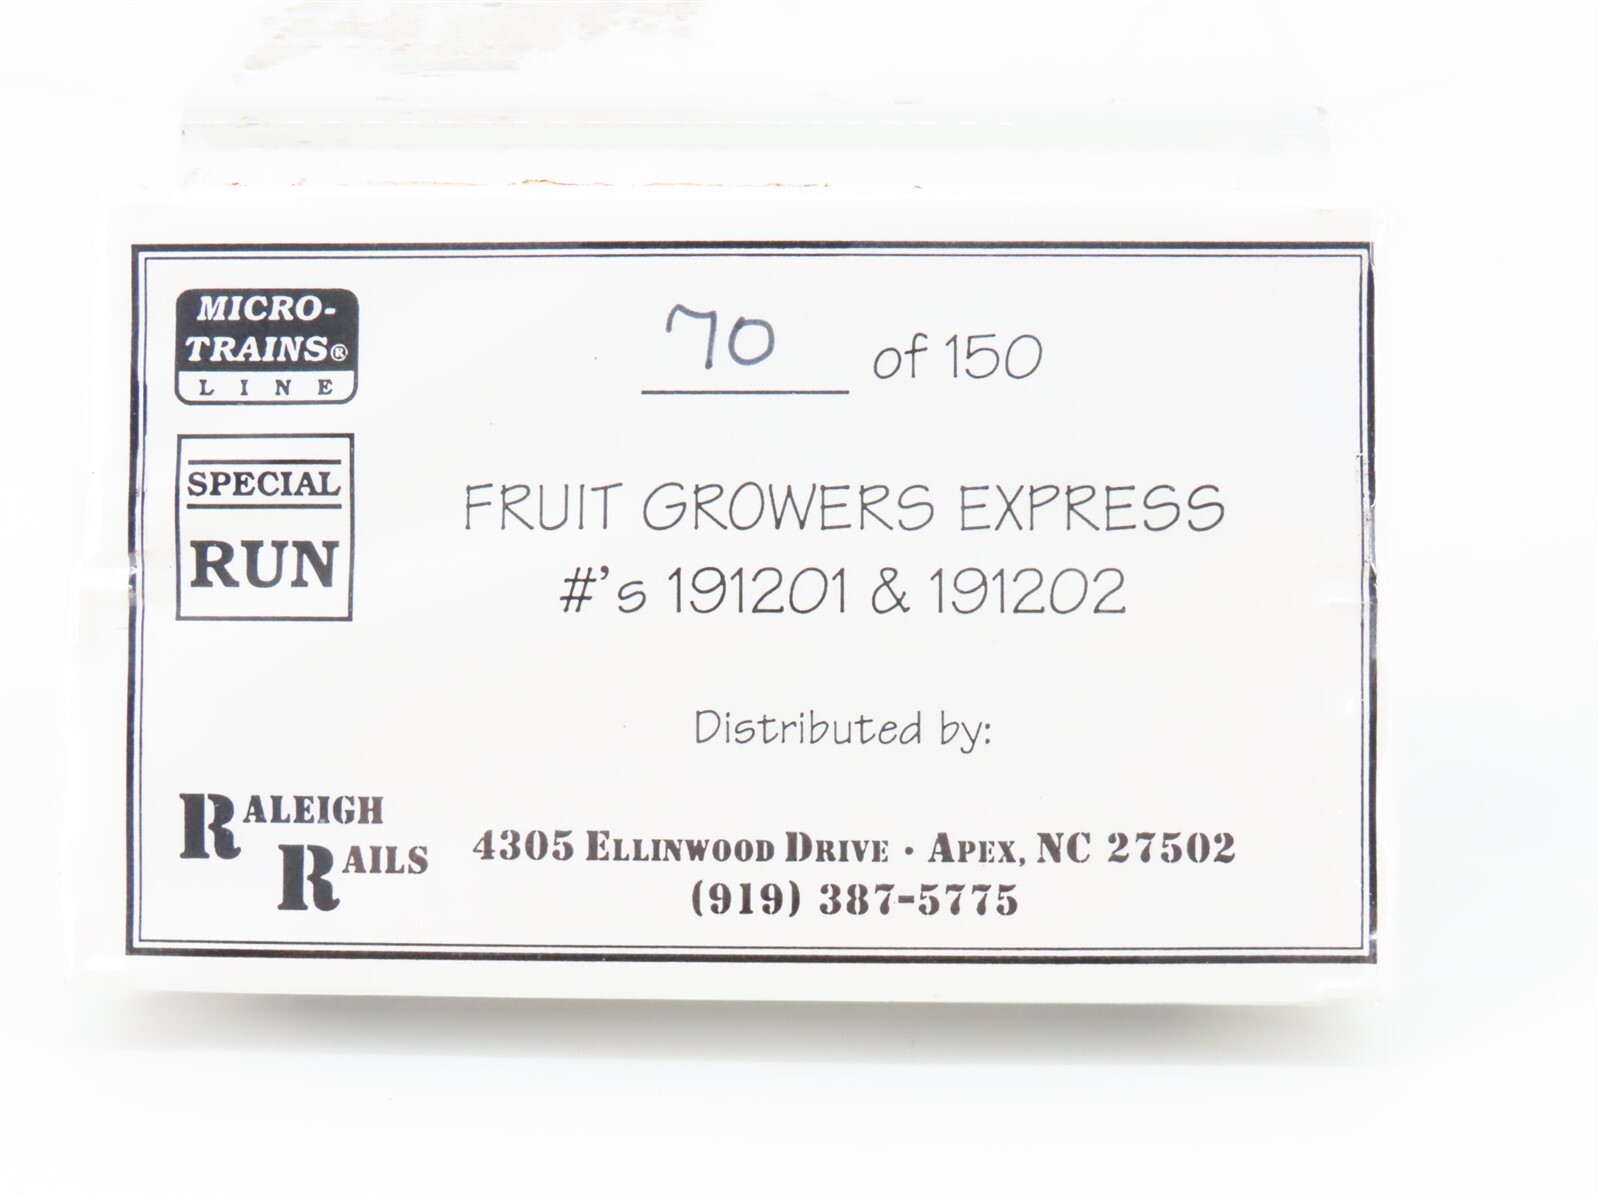 MICRO-
TRAINS®
LINE
70 of 150
SPECIAL
RUN
FRUIT GROWERS EXPRESS
#'s 191201 & 191202
Distributed by:
RALEIGH
RAILS
4305 ELLINWOOD DRIVE · APEX, NC 27502
(919) 387-5775